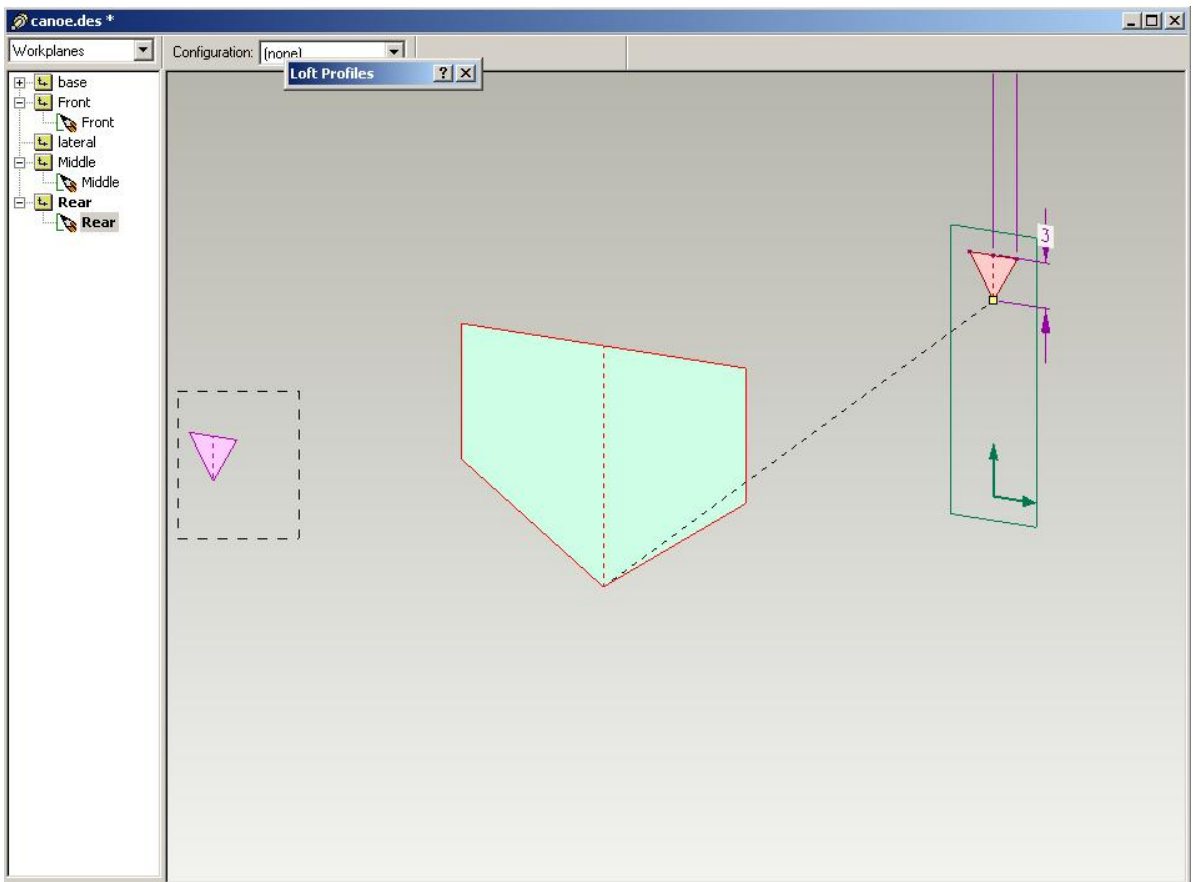 canoe.des *
Workplanes
Configuration: (none)
Loft Profiles
base
Front
Front
lateral
Middle
Middle
Rear
Rear
3